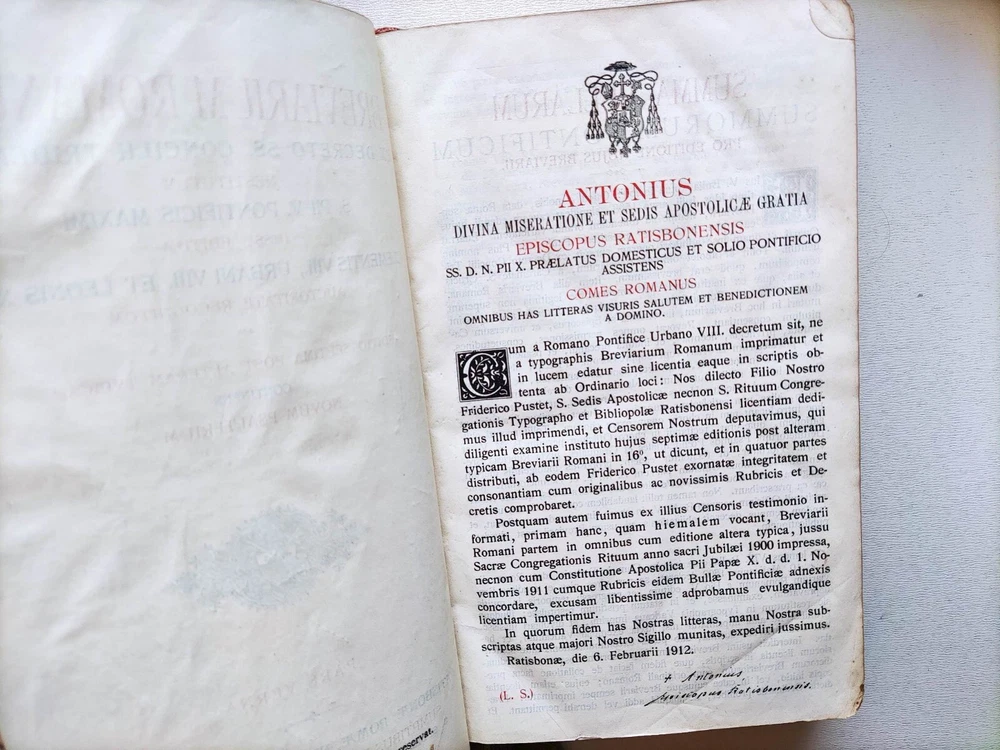 ANTONIUS
DIVINA MISERATIONE ET SEDIS APOSTOLICÆ GRATIA
EPISCOPUS RATISBONENSIS
SS. D. N. PII X. PRÆLATUS DOMESTICUS ET SOLIO PONTIFICIO
ASSISTENS
COMES ROMANUS
OMNIBUS HAS LITTERAS VISURIS SALUTEM ET BENEDICTIONEM
A DOMINO.
Cum a Romano Pontifice Urbano VIII. decretum sit, ne
a typographis Breviarium Romanum imprimatur et
in lucem edatur sine licentia eaque in scriptis ob-
tenta ab Ordinario loci: Nos dilecto Filio Nostro
Friderico Pustet, S. Sedis Apostolicæ necnon S. Rituum Congre-
gationis Typographo et Bibliopolæ Ratisbonensi licentiam dedi-
mus illud imprimendi, et Censorem Nostrum deputavimus, qui
diligenti examine instituto hujus septimæ editionis post alteram
typicam Breviarii Romani in 16º, ut dicunt, et in quatuor partes
distributi, ab eodem Friderico Pustet exornatæ integritatem et
consonantiam cum originalibus ac novissimis Rubricis et De-
cretis comprobaret.
Postquam autem fuimus ex illius Censoris testimonio in-
formati, primam hanc, quam hiemalem vocant, Breviarii
Romani partem in omnibus cum editione altera typica, jussu
Sacræ Congregationis Rituum anno sacri Jubilæi 1900 impressa,
necnon cum Constitutione Apostolica Pii Papæ X. d. d. 1. No-
vembris 1911 cumque Rubricis eidem Bullæ Pontificiæ adnexis
concordare, excusam libentissime adprobamus evulgandique
licentiam impertimur.
In quorum fidem has Nostras litteras, manu Nostra sub-
scriptas atque majori Nostro Sigillo munitas, expediri jussimus.
Ratisbonæ, die 6. Februarii 1912.
+ Antonius,
(L. S.) Episcopus Ratisbonensis.
reservat.